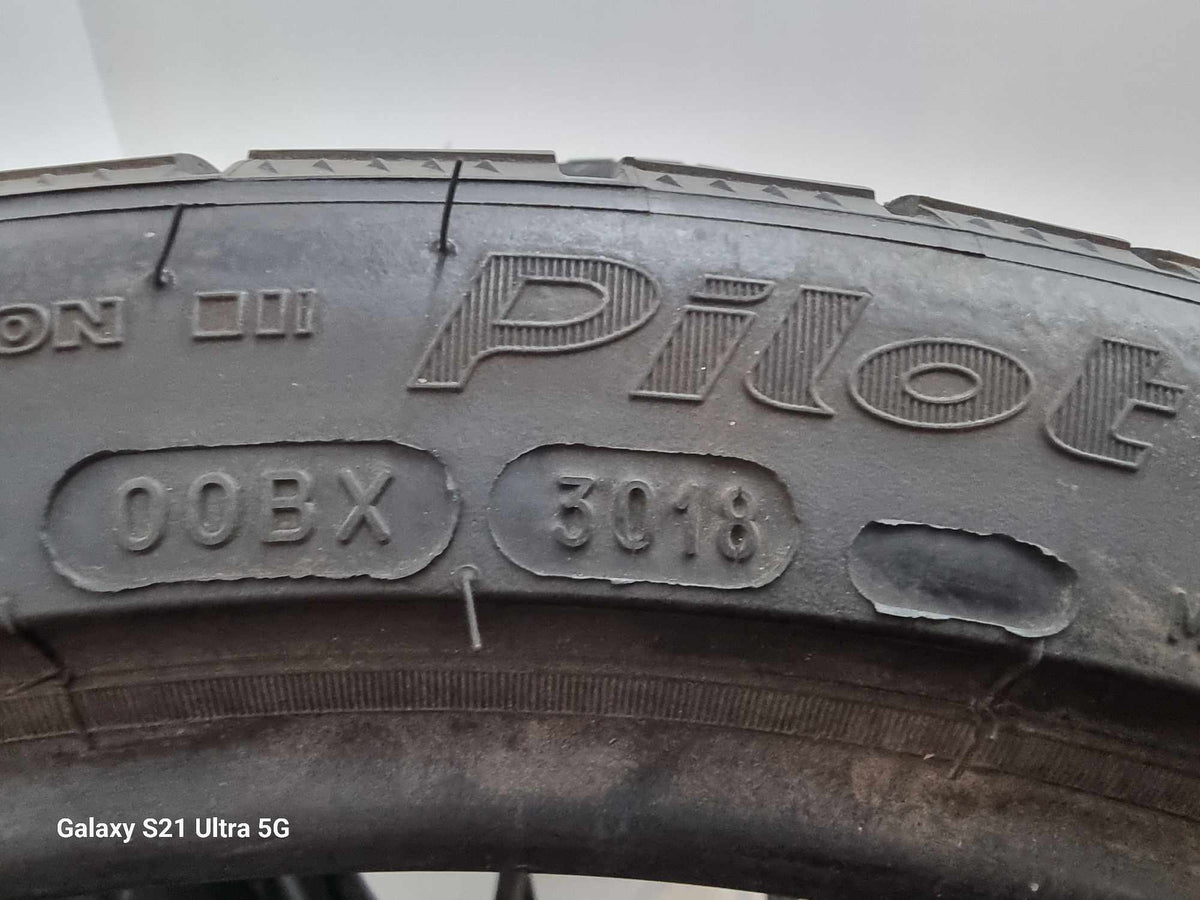 ON
Pilot
00BX 3018
Galaxy S21 Ultra 5G